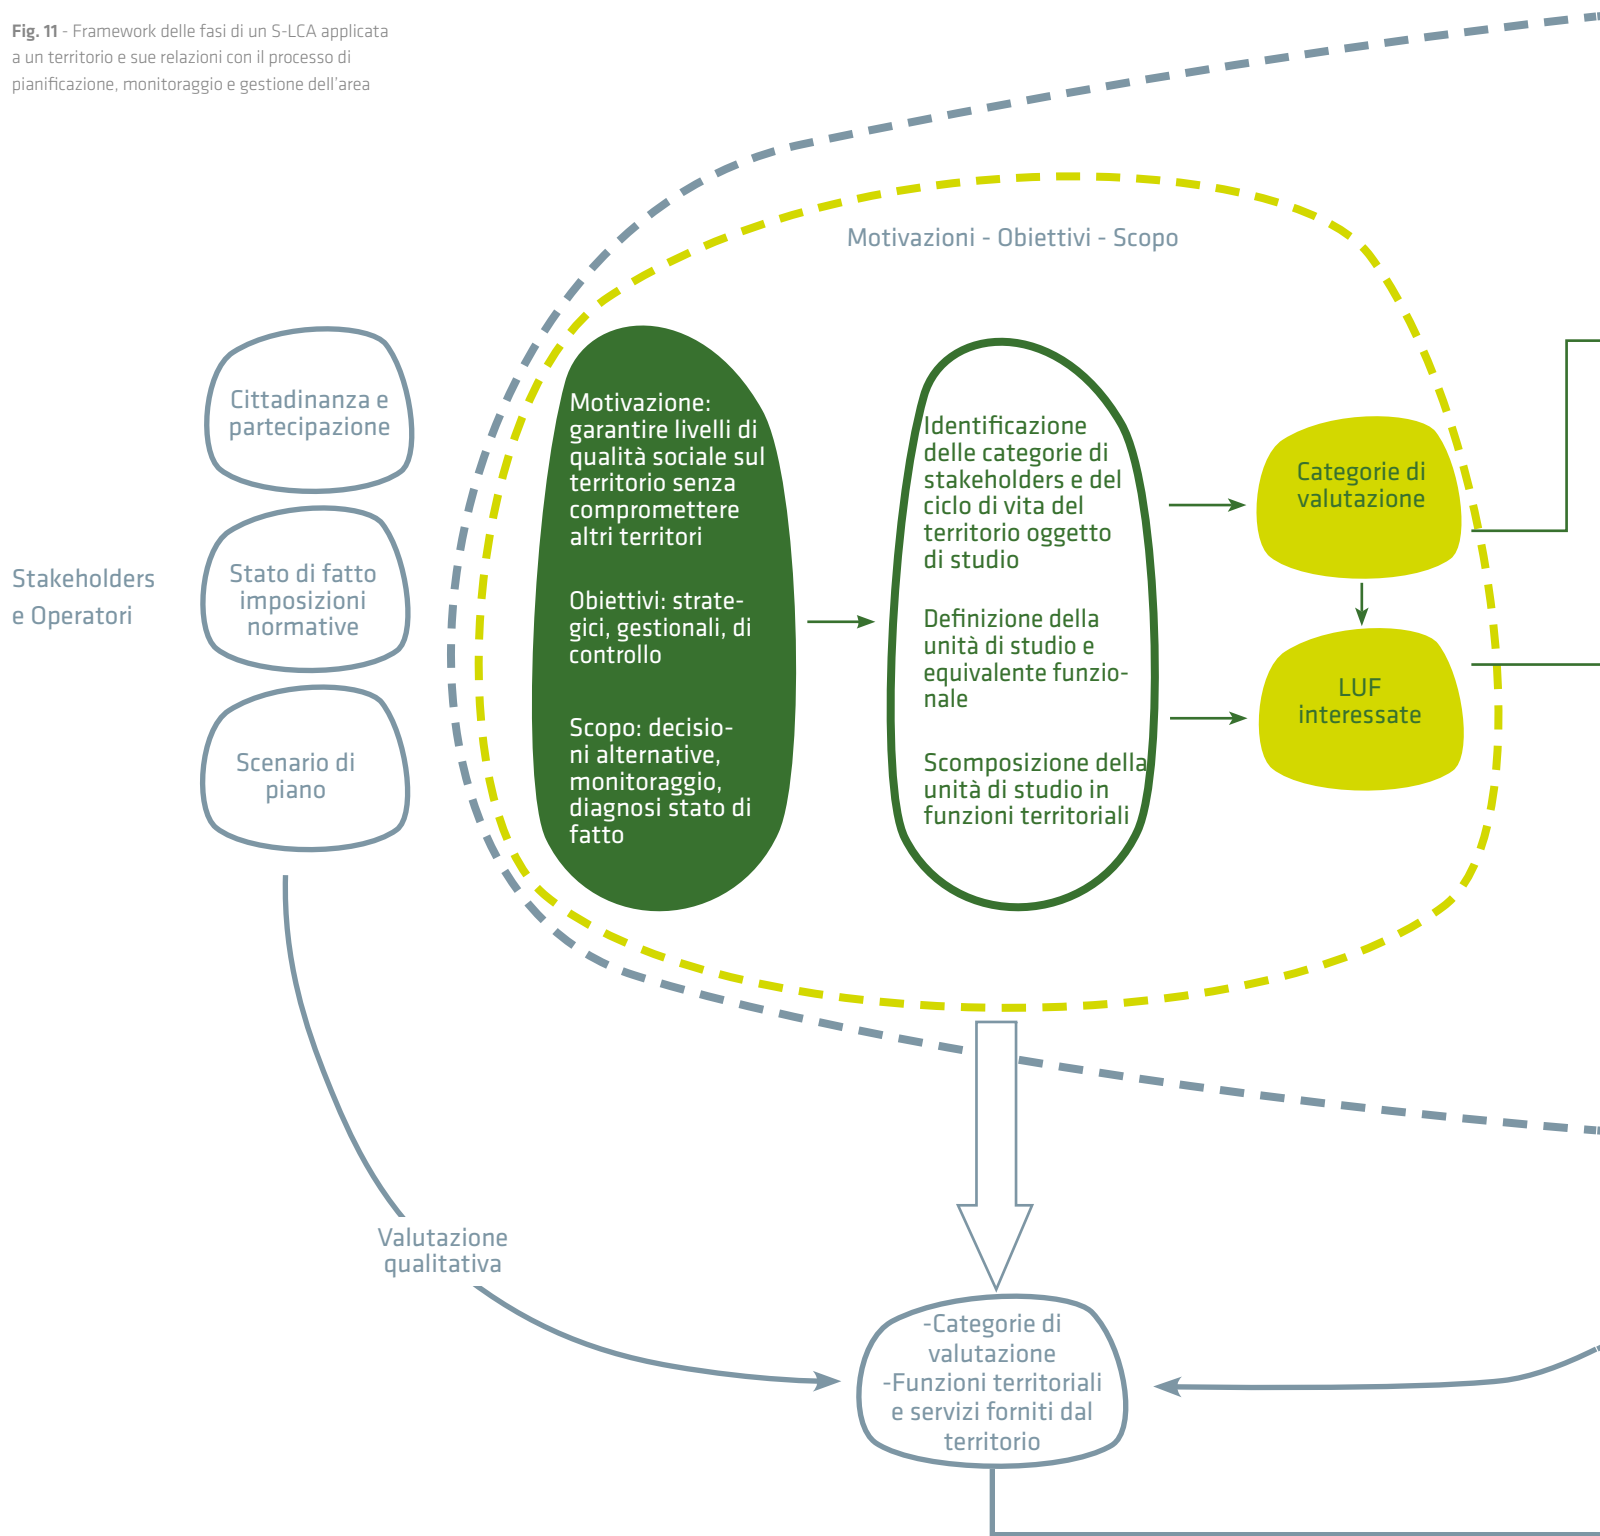 Fig. 11 - Framework delle fasi di un S-LCA applicata
a un territorio e sue relazioni con il processo di
pianificazione, monitoraggio e gestione dell'area
Motivazioni - Obiettivi - Scopo
Stakeholders
e Operatori
Cittadinanza e
partecipazione
Stato di fatto
imposizioni
normative
Scenario di
piano
Motivazione:
garantire livelli di
qualità sociale sul
territorio senza
compromettere
altri territori
Obiettivi: strate-
gici, gestionali, di
controllo
Scopo: decisio-
ni alternative,
monitoraggio,
diagnosi stato di
fatto
Identificazione
delle categorie di
stakeholders e del
ciclo di vita del
territorio oggetto
di studio
Definizione della
unità di studio e
equivalente funzio-
nale
Scomposizione della
unità di studio in
funzioni territoriali
Categorie di
valutazione
LUF
interessate
Valutazione
qualitativa
-Categorie di
valutazione
-Funzioni territoriali
e servizi forniti dal
territorio